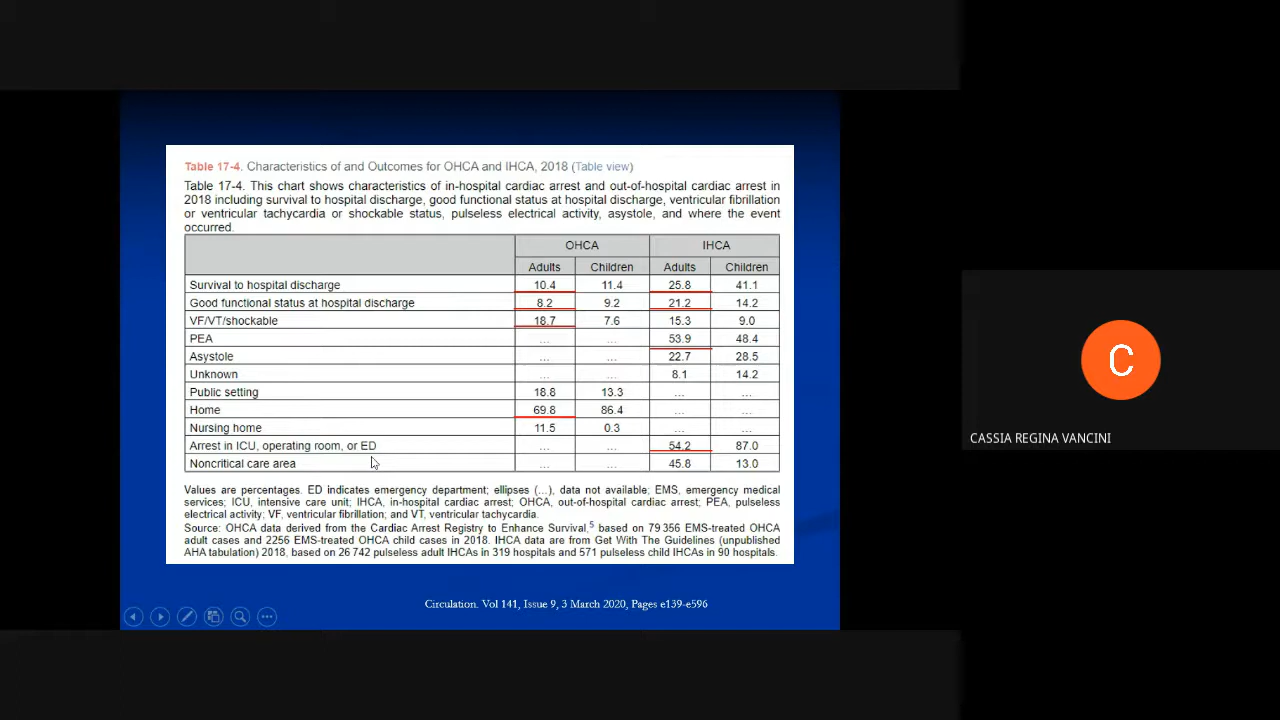 Table 17-4. Characteristics of and Outcomes for OHCA and IHCA, 2018 (Table view)
Table 17-4. This chart shows characteristics of in-hospital cardiac arrest and out-of-hospital cardiac arrest in
2018 including survival to hospital discharge, good functional status at hospital discharge, ventricular fibrillation
or ventricular tachycardia or shockable status, pulseless electrical activity, asystole, and where the event
occurred.
OHCA IHCA
Adults Children Adults Children
Survival to hospital discharge 10.4 11.4 25.8 41.1
Good functional status at hospital discharge 8.2 9.2 21.2 14.2
VF/VT/shockable 18.7 7.6 15.3 9.0
PEA ... ... 53.9 48.4
Asystole ... ... 22.7 28.5
Unknown ... ... 8.1 14.2
Public setting 18.8 13.3 ... ...
Home 69.8 86.4 ... ...
Nursing home 11.5 0.3 ... ...
Arrest in ICU, operating room, or ED ... ... 54.2 87.0
Noncritical care area ... ... 45.8 13.0
Values are percentages. ED indicates emergency department; ellipses (...), data not available; EMS, emergency medical
services; ICU, intensive care unit; IHCA, in-hospital cardiac arrest; OHCA, out-of-hospital cardiac arrest; PEA, pulseless
electrical activity; VF, ventricular fibrillation; and VT, ventricular tachycardia.
Source: OHCA data derived from the Cardiac Arrest Registry to Enhance Survival,5 based on 79 356 EMS-treated OHCA
adult cases and 2256 EMS-treated OHCA child cases in 2018. IHCA data are from Get With The Guidelines (unpublished
AHA tabulation) 2018, based on 26 742 pulseless adult IHCAs in 319 hospitals and 571 pulseless child IHCAs in 90 hospitals.
Circulation. Vol 141, Issue 9, 3 March 2020, Pages e139-e596
C
CASSIA REGINA VANCINI